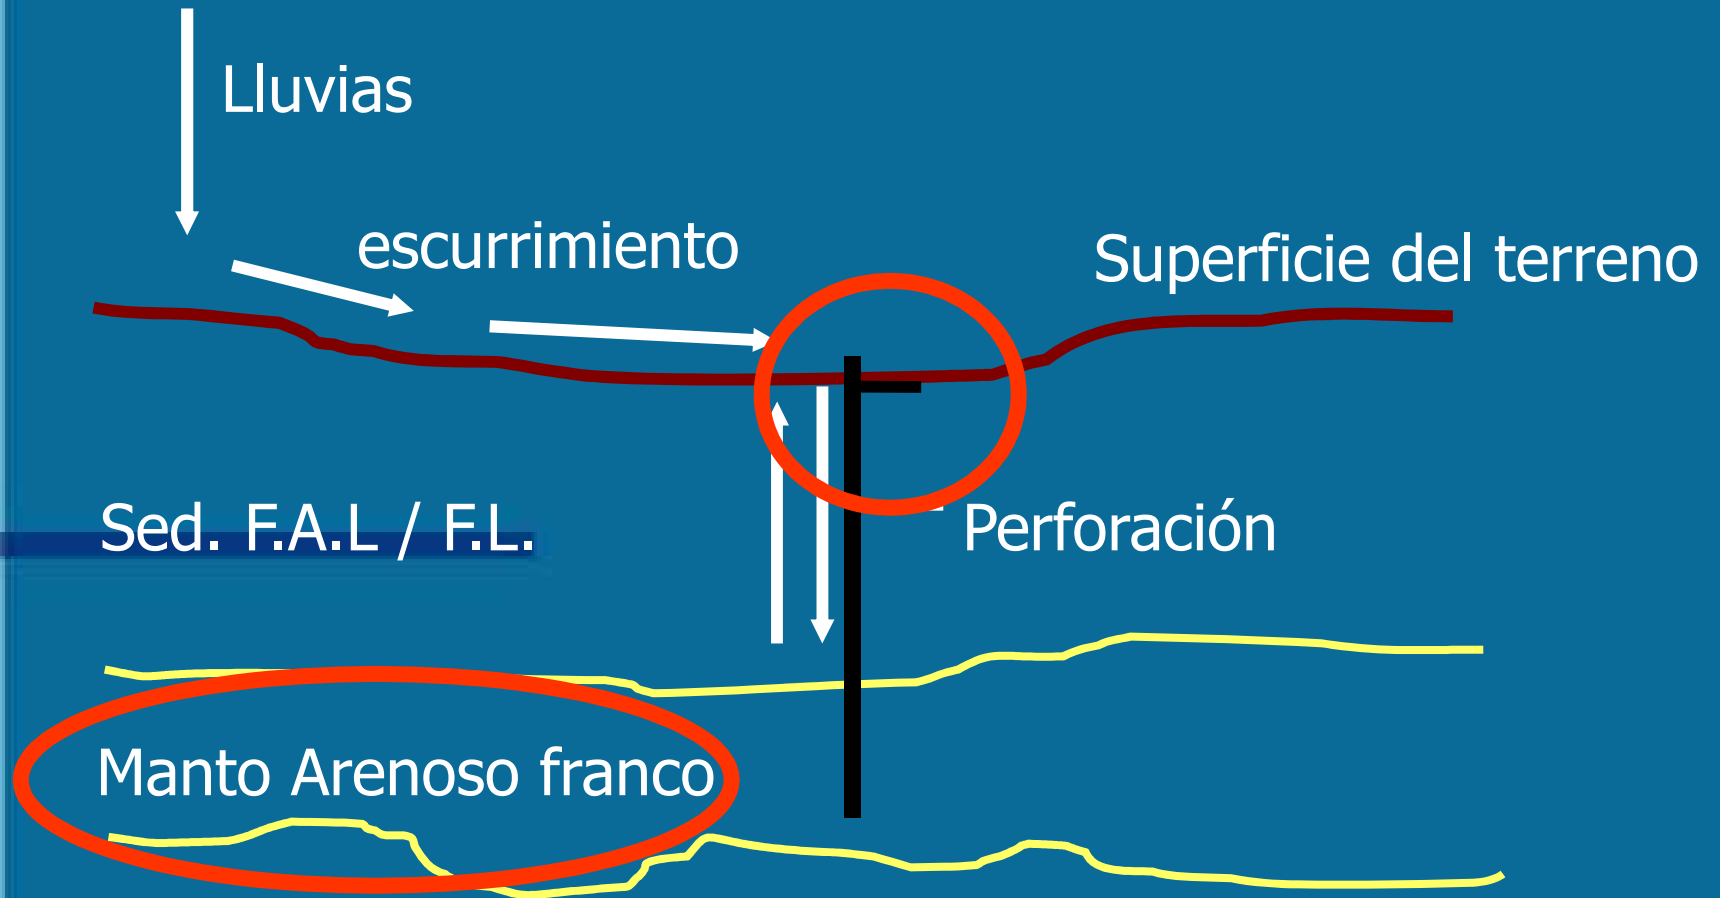 Lluvias
escurrimiento
Superficie del terreno
Sed. F.A.L / F.L.
Perforación
Manto Arenoso franco